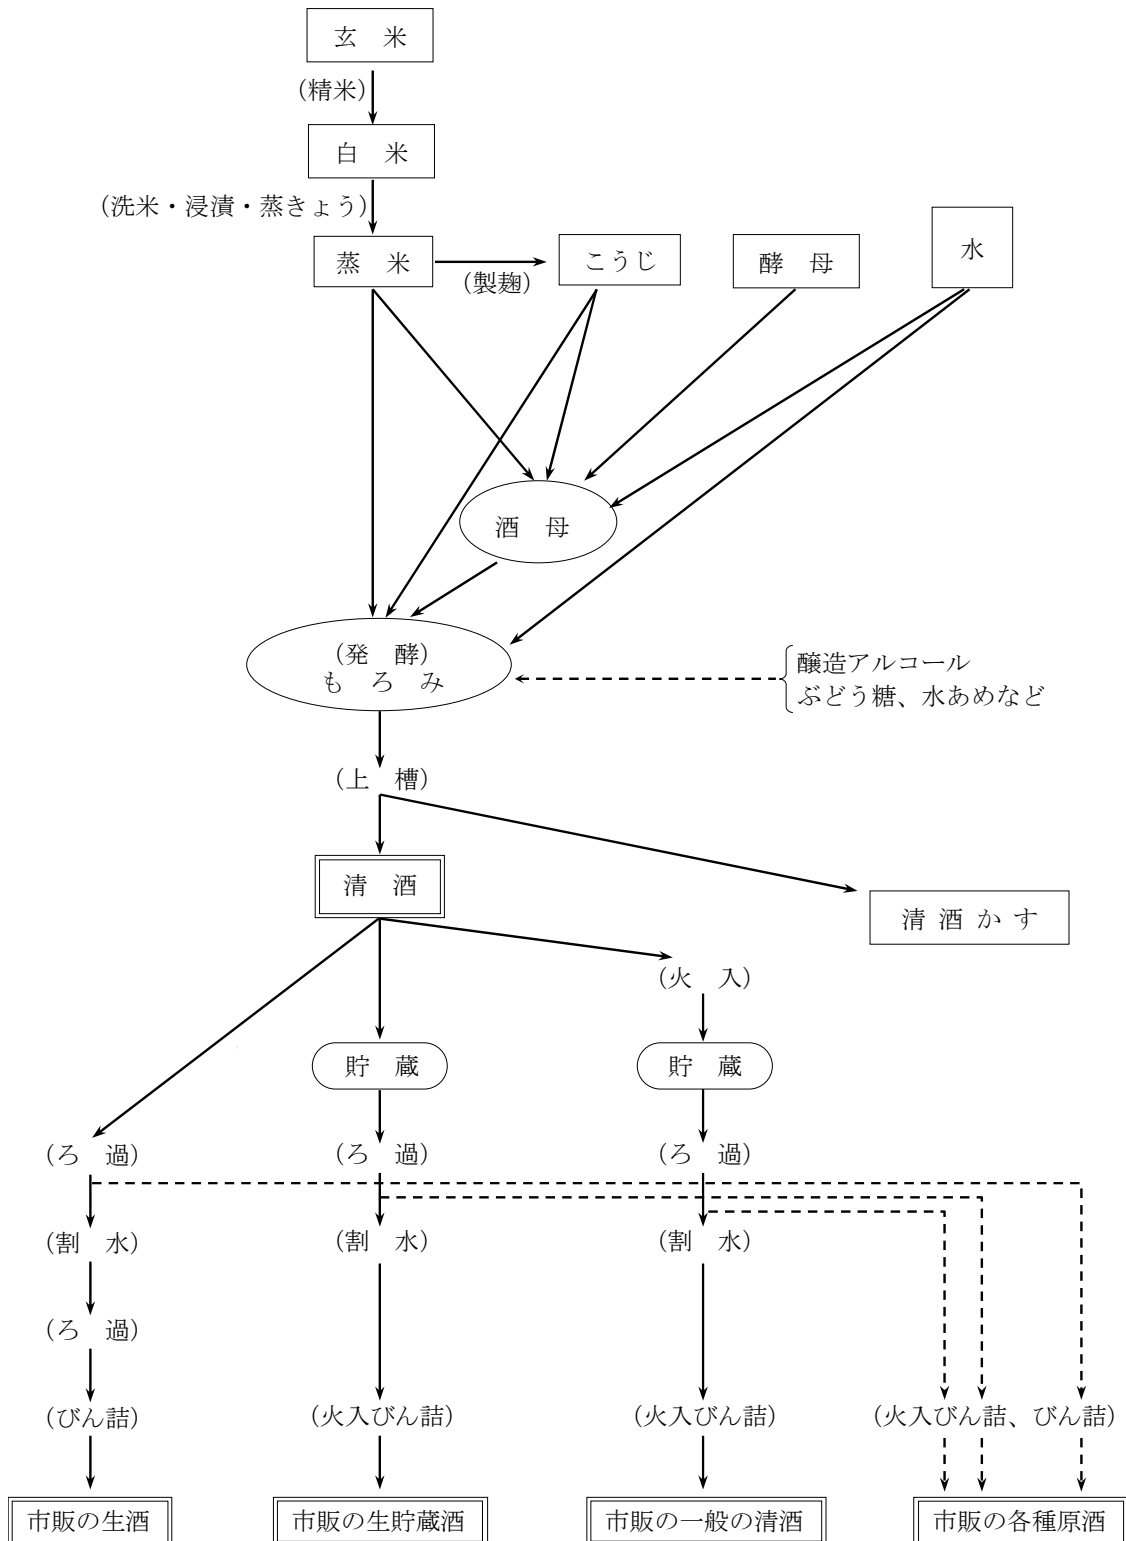 玄　米
（精米）
白　米
（洗米・浸漬・蒸きょう）
蒸　米
（製麹）
こうじ
酵　母
水
酒　母
（発　酵）
も　ろ　み
醸造アルコール
ぶどう糖、水あめなど
（上　槽）
清　酒
清 酒 か す
（火　入）
貯　蔵
貯　蔵
（ろ　過）
（ろ　過）
（ろ　過）
（割　水）
（割　水）
（割　水）
（ろ　過）
（びん詰）
（火入びん詰）
（火入びん詰）
（火入びん詰、びん詰）
市販の生酒
市販の生貯蔵酒
市販の一般の清酒
市販の各種原酒